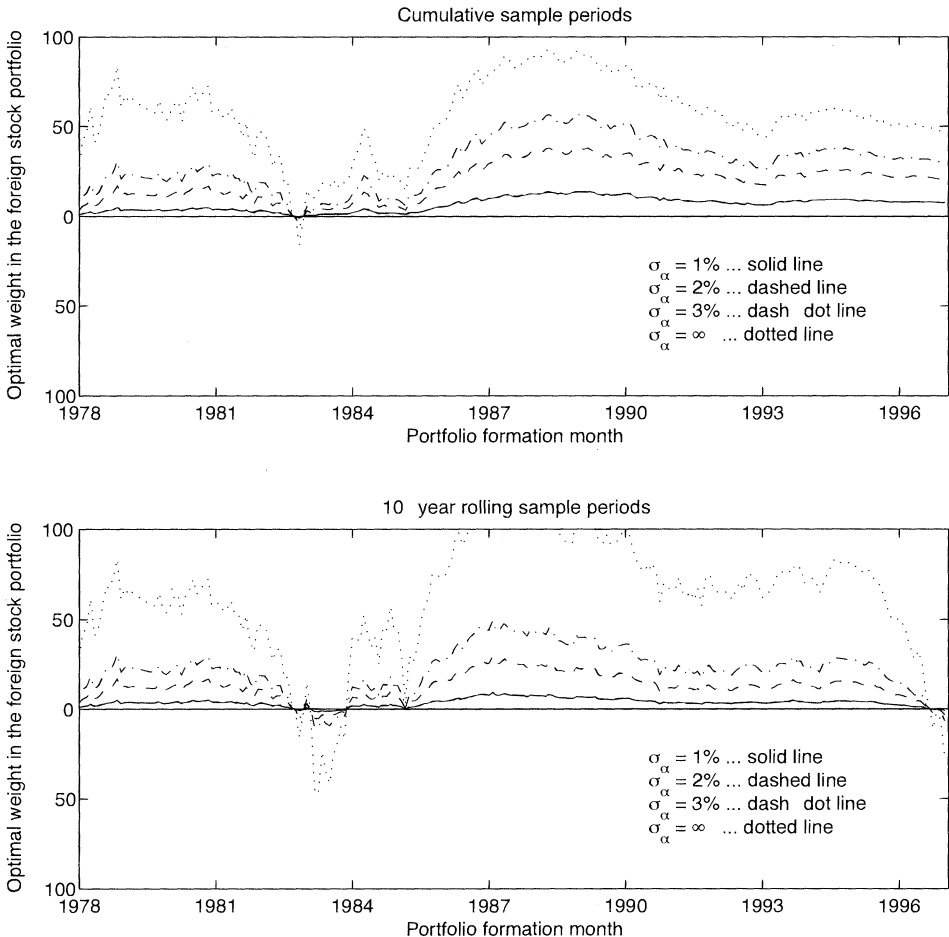 Cumulative sample periods
Optimal weight in the foreign stock portfolio
100
50
0
50
100
σα = 1% ... solid line
σα = 2% ... dashed line
σα = 3% ... dash dot line
σα = ∞ ... dotted line
1978 1981 1984 1987 1990 1993 1996
Portfolio formation month
10 year rolling sample periods
Optimal weight in the foreign stock portfolio
100
50
0
50
100
σα = 1% ... solid line
σα = 2% ... dashed line
σα = 3% ... dash dot line
σα = ∞ ... dotted line
1978 1981 1984 1987 1990 1993 1996
Portfolio formation month